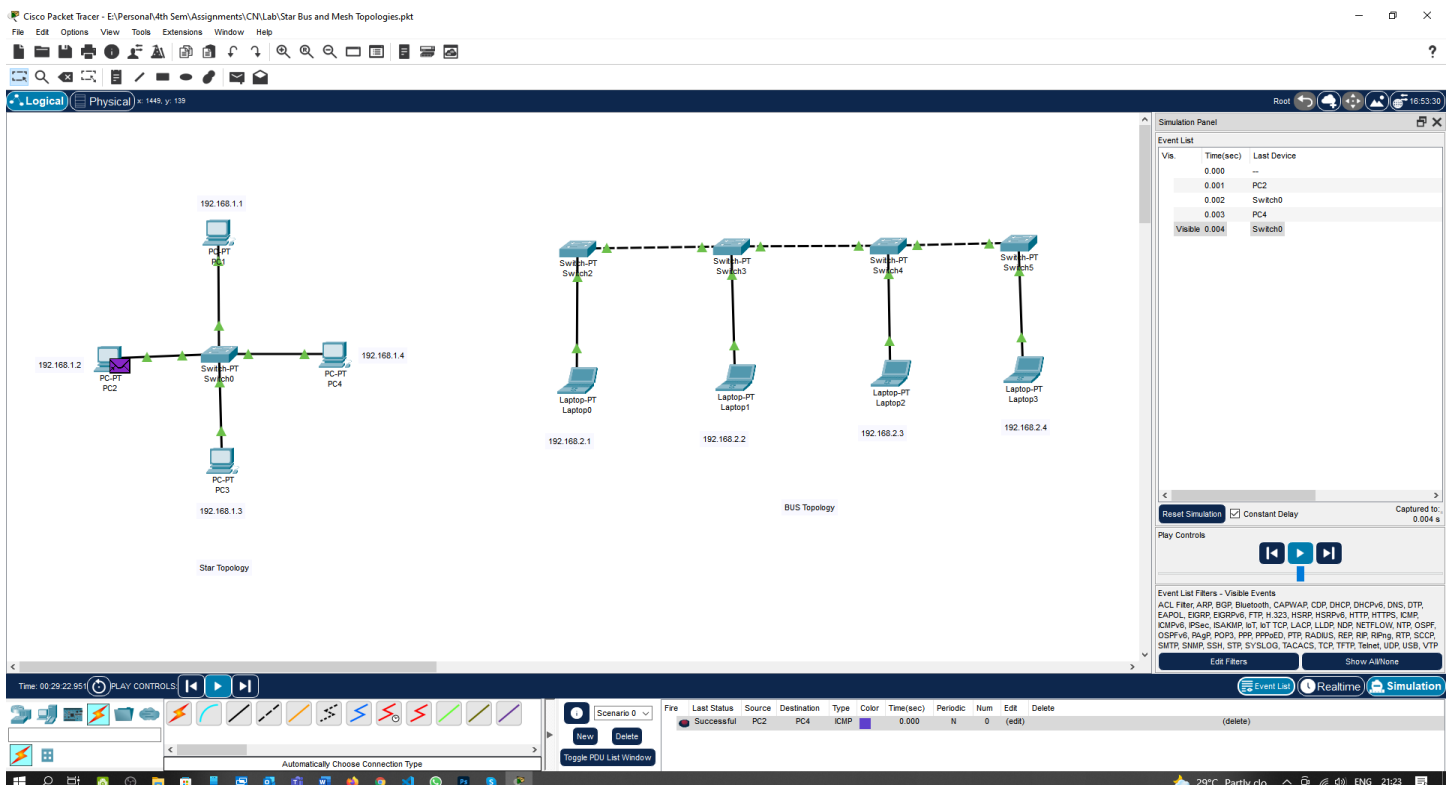 Cisco Packet Tracer - E:\Personal\4th Sem\Assignments\CN\Lab\Star Bus and Mesh Topologies.pkt
File Edit Options View Tools Extensions Window Help
?
Logical Physical x: 1449, y: 139 Root 16:53:30
192.168.1.1
PC-PT
PC1
192.168.1.2
PC-PT
PC2
Switch-PT
Switch0
PC-PT
PC4
192.168.1.4
PC-PT
PC3
192.168.1.3
Star Topology
Switch-PT
Switch2
Switch-PT
Switch3
Switch-PT
Switch4
Switch-PT
Switch5
Laptop-PT
Laptop0
Laptop-PT
Laptop1
Laptop-PT
Laptop2
Laptop-PT
Laptop3
192.168.2.1
192.168.2.2
192.168.2.3
192.168.2.4
BUS Topology
Simulation Panel
Event List
Vis. Time(sec) Last Device
0.000 --
0.001 PC2
0.002 Switch0
0.003 PC4
Visible 0.004 Switch0
Reset Simulation Constant Delay Captured to:
0.004 s
Play Controls
Event List Filters - Visible Events
ACL Filter, ARP, BGP, Bluetooth, CAPWAP, CDP, DHCP, DHCPv6, DNS, DTP,
EAPOL, EIGRP, EIGRPv6, FTP, H.323, HSRP, HSRPv6, HTTP, HTTPS, ICMP,
ICMPv6, IPSec, ISAKMP, IoT, IoT TCP, LACP, LLDP, NDP, NETFLOW, NTP, OSPF,
OSPFv6, PAgP, POP3, PPP, PPPoED, PTP, RADIUS, REP, RIP, RIPng, RTP, SCCP,
SMTP, SNMP, SSH, STP, SYSLOG, TACACS, TCP, TFTP, Telnet, UDP, USB, VTP
Edit Filters Show All/None
Time: 00:29:22.951 PLAY CONTROLS: Event List Realtime Simulation
Automatically Choose Connection Type
Scenario 0
New Delete
Toggle PDU List Window
Fire Last Status Source Destination Type Color Time(sec) Periodic Num Edit Delete
Successful PC2 PC4 ICMP 0.000 N 0 (edit) (delete)
29°C Partly clo... ENG 21:23